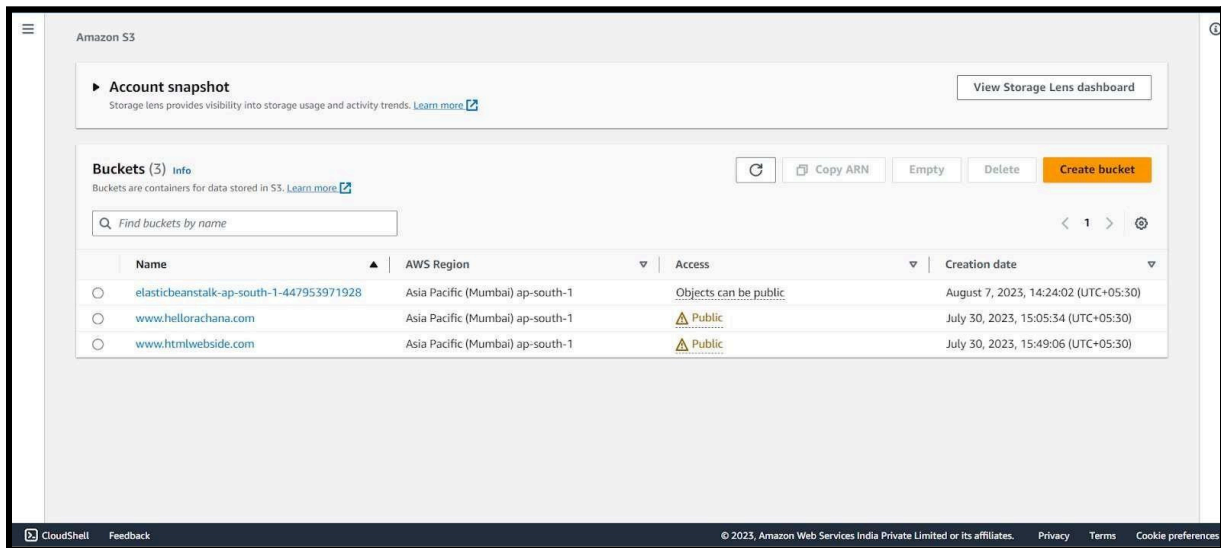 Amazon S3
Account snapshot
View Storage Lens dashboard
Storage lens provides visibility into storage usage and activity trends. Learn more
Buckets (3) Info
Copy ARN Empty Delete Create bucket
Buckets are containers for data stored in S3. Learn more
Find buckets by name
1
Name AWS Region Access Creation date
elasticbeanstalk-ap-south-1-447953971928 Asia Pacific (Mumbai) ap-south-1 Objects can be public August 7, 2023, 14:24:02 (UTC+05:30)
www.hellorachana.com Asia Pacific (Mumbai) ap-south-1 Public July 30, 2023, 15:05:34 (UTC+05:30)
www.htmlwebside.com Asia Pacific (Mumbai) ap-south-1 Public July 30, 2023, 15:49:06 (UTC+05:30)
CloudShell Feedback © 2023, Amazon Web Services India Private Limited or its affiliates. Privacy Terms Cookie preferences